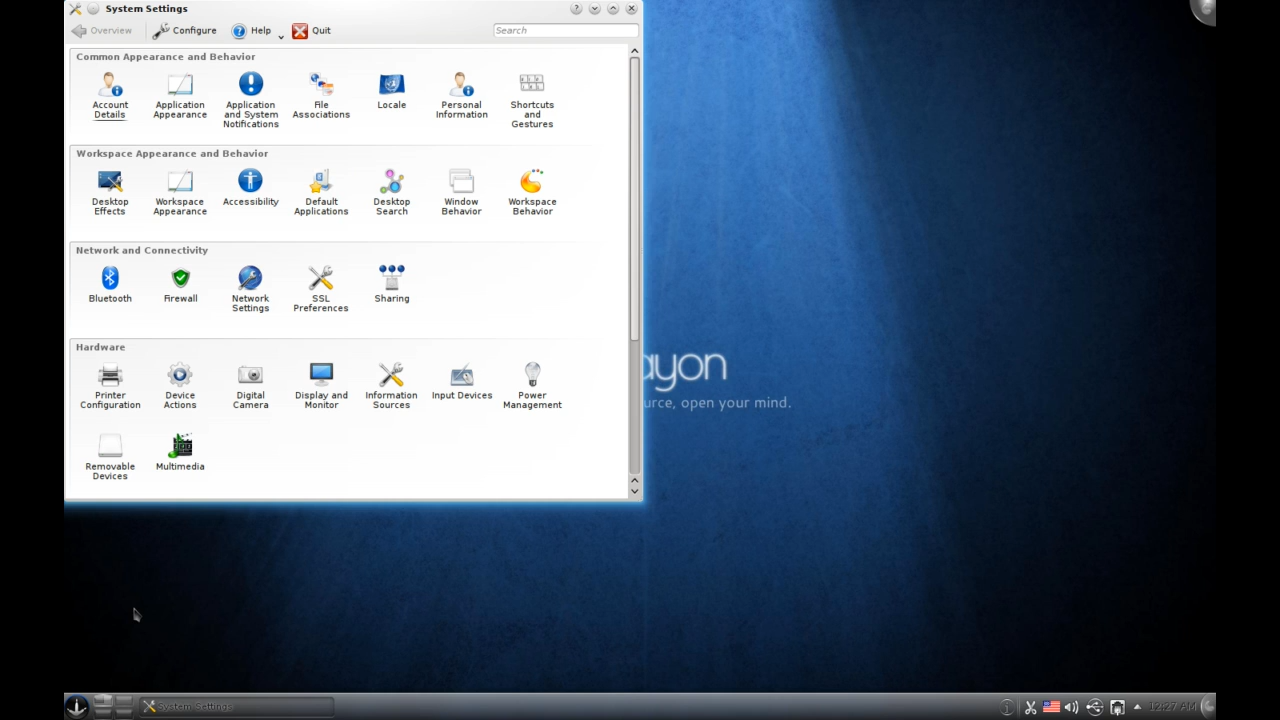 System Settings
Overview Configure Help Quit Search
Common Appearance and Behavior
Account Details
Application Appearance
Application and System Notifications
File Associations
Locale
Personal Information
Shortcuts and Gestures
Workspace Appearance and Behavior
Desktop Effects
Workspace Appearance
Accessibility
Default Applications
Desktop Search
Window Behavior
Workspace Behavior
Network and Connectivity
Bluetooth
Firewall
Network Settings
SSL Preferences
Sharing
Hardware
Printer Configuration
Device Actions
Digital Camera
Display and Monitor
Information Sources
Input Devices
Power Management
Removable Devices
Multimedia
ayon
urce, open your mind.
System Settings
12:27 AM